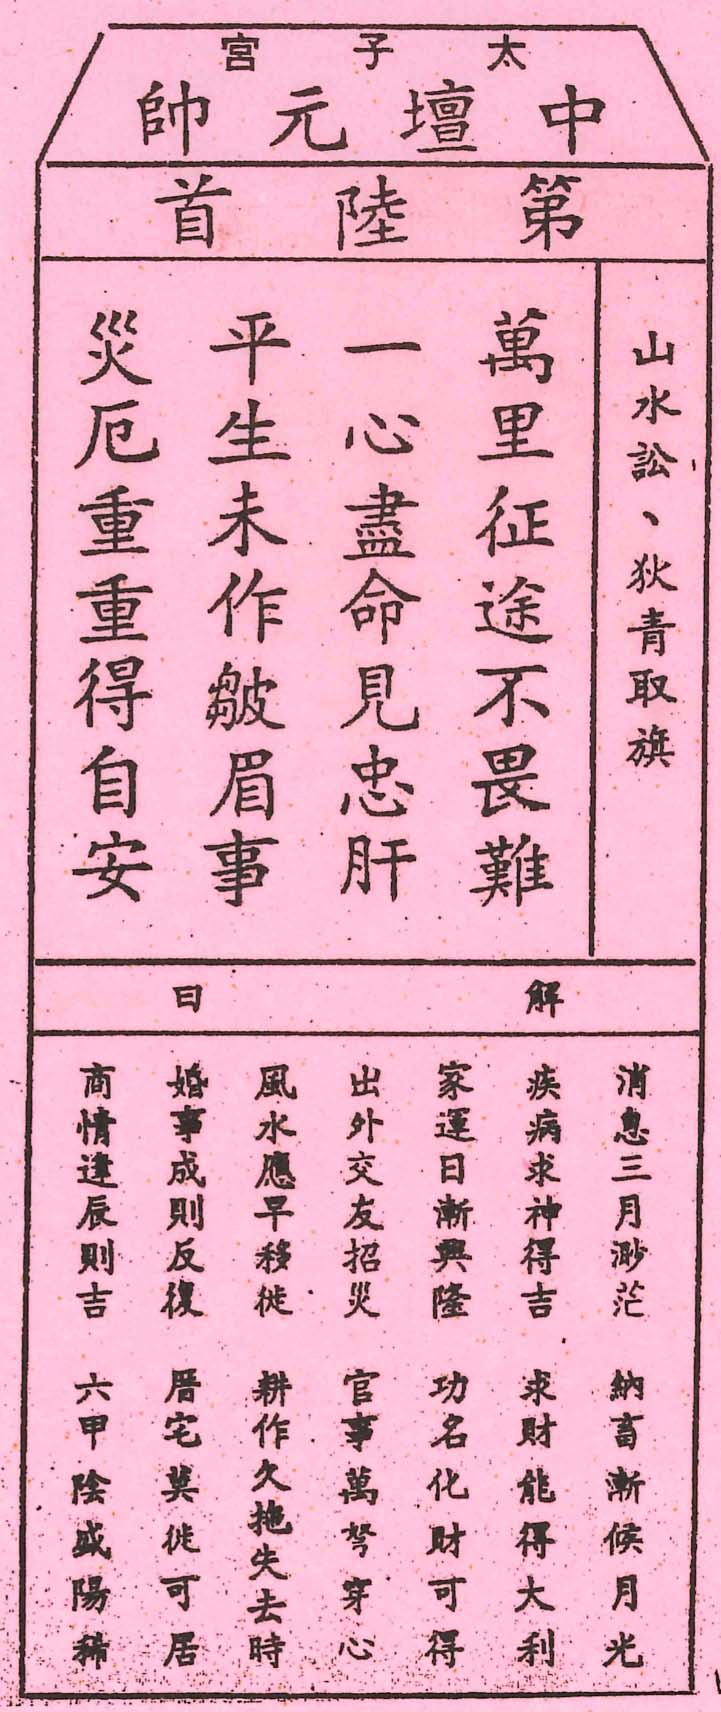 太子宮
中壇元帥
第陸首
山水訟、狄青取旗
萬里征途不畏難
一心盡命見忠肝
平生未作皺眉事
災厄重重得自安
解曰
消息三月渺茫 納畜漸候月光
疾病求神得吉 求財能得大利
家運日漸興隆 功名化財可得
出外交友招災 官事萬弩穿心
風水應早移徙 耕作欠拖失去時
婚事成則反復 厝宅莫徙可居
商情逢辰則吉 六甲陰盛陽稀